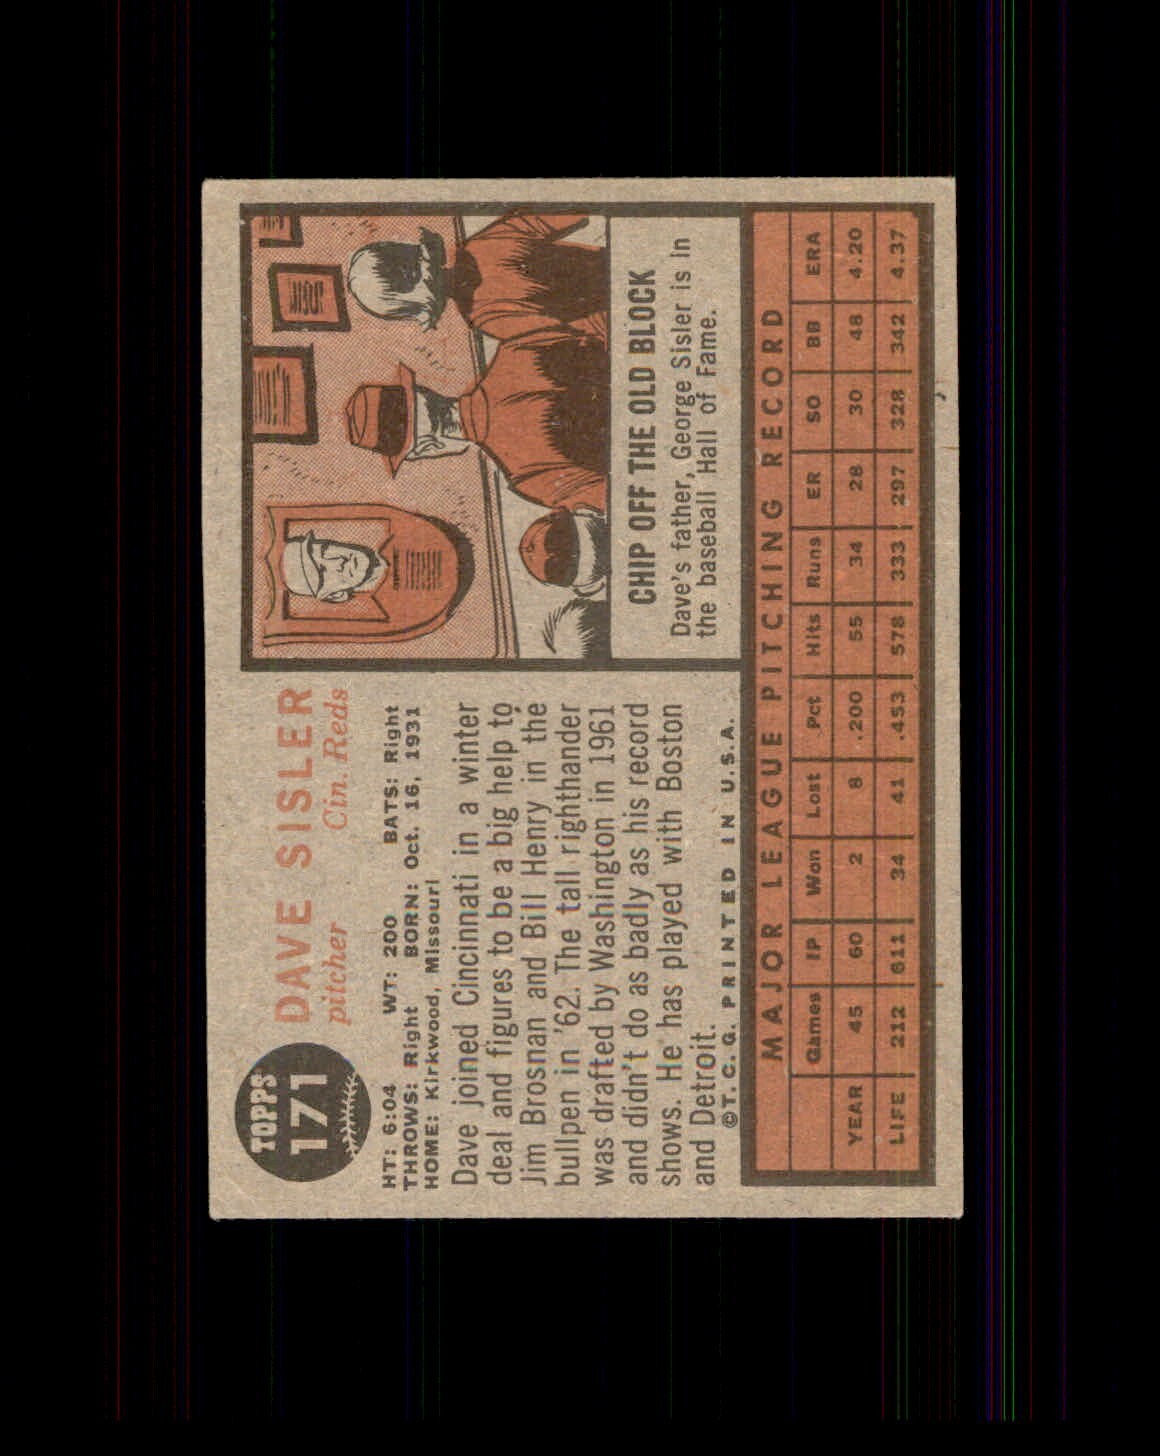 TOPPS
171
DAVE SISLER
pitcher Cin. Reds
HT: 6:04 WT: 200 BATS: Right
THROWS: Right BORN: Oct. 16, 1931
HOME: Kirkwood, Missouri
Dave joined Cincinnati in a winter
deal and figures to be a big help to
Jim Brosnan and Bill Henry in the
bullpen in '62. The tall righthander
was drafted by Washington in 1961
and didn't do as badly as his record
shows. He has played with Boston
and Detroit.
©T.C.G. PRINTED IN U.S.A.
CHIP OFF THE OLD BLOCK
Dave's father, George Sisler is in
the baseball Hall of Fame.
MAJOR LEAGUE PITCHING RECORD
Games IP Won Lost Pct Hits Runs ER SO BB ERA
YEAR 45 60 2 8 .200 55 34 28 30 48 4.20
LIFE 212 611 34 41 .453 578 333 297 328 342 4.37